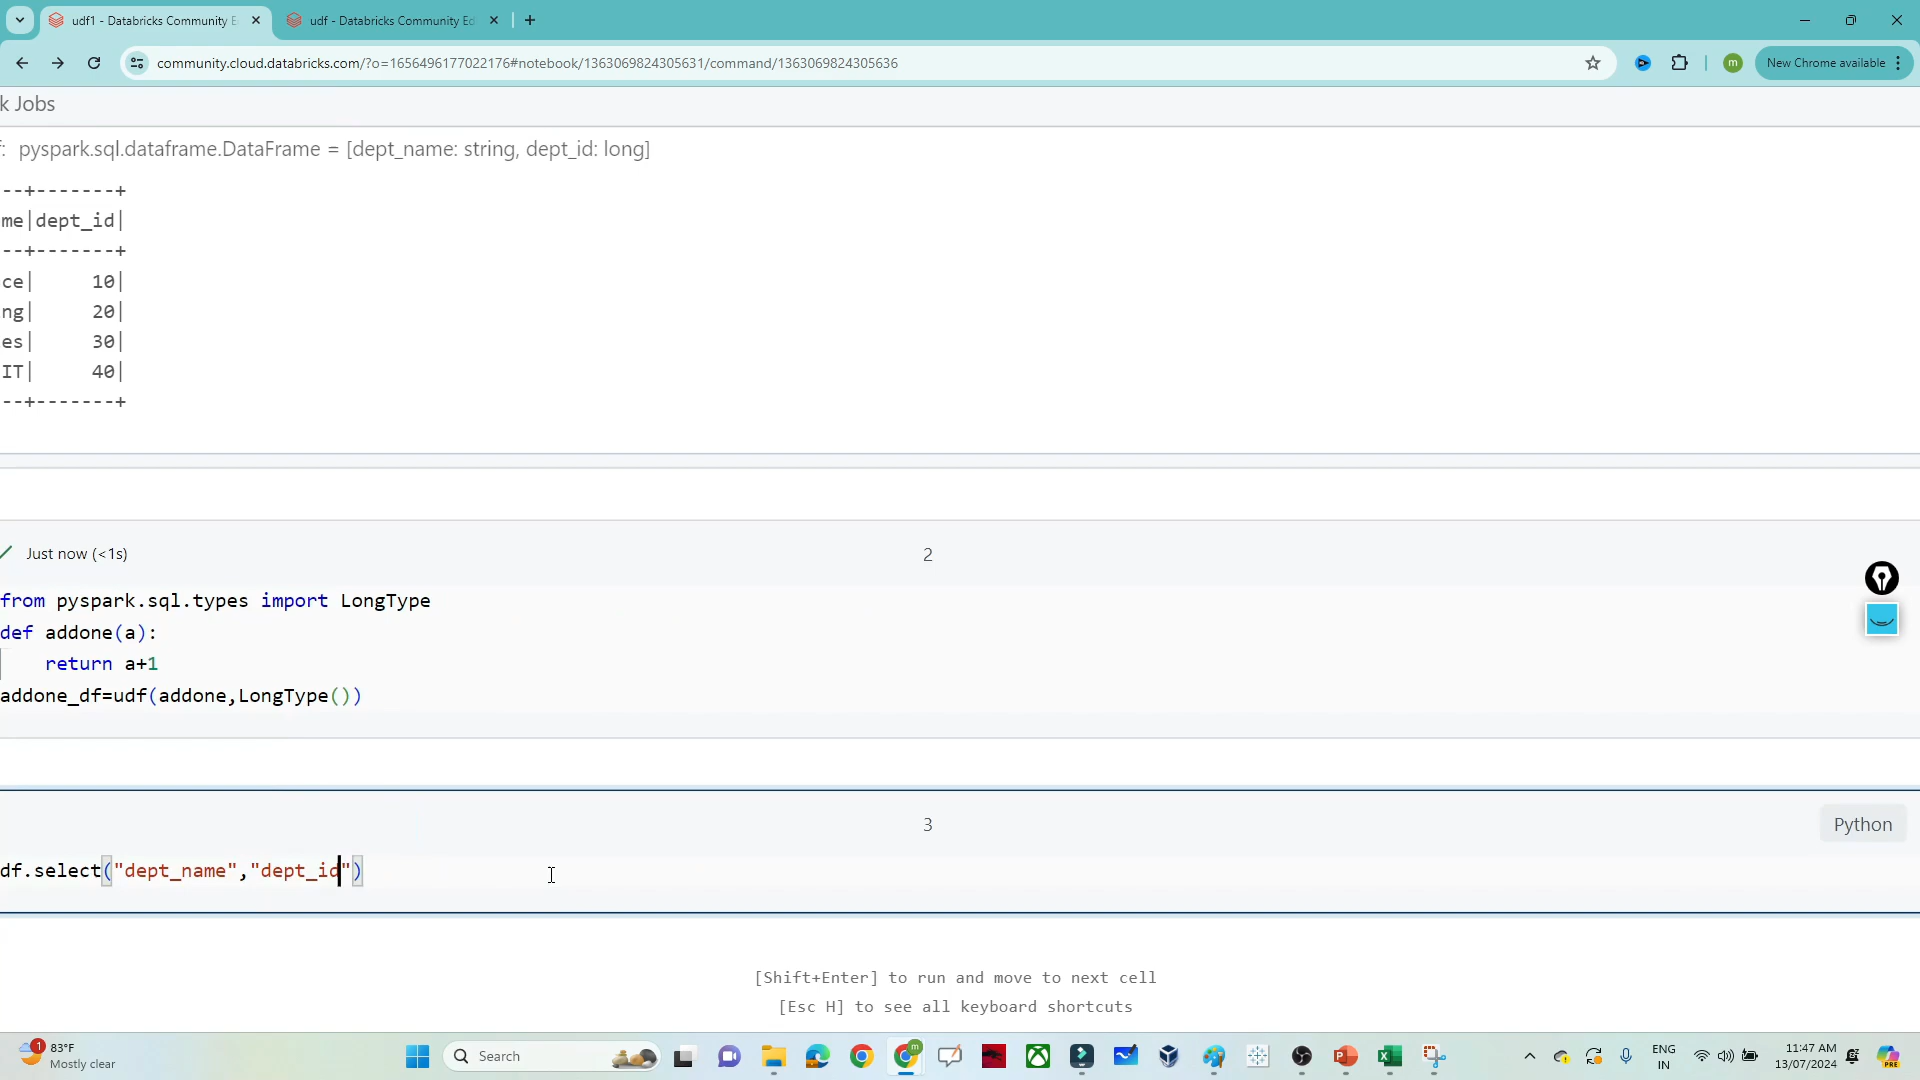 udf1 - Databricks Community E
udf - Databricks Community Ed
community.cloud.databricks.com/?o=1656496177022176#notebook/1363069824305631/command/1363069824305636
m
New Chrome available
k Jobs
f: pyspark.sql.dataframe.DataFrame = [dept_name: string, dept_id: long]
--+-------+
me|dept_id|
--+-------+
ce|     10|
ng|     20|
es|     30|
IT|     40|
--+-------+
Just now (<1s)
2
from pyspark.sql.types import LongType
def addone(a):
    return a+1
addone_df=udf(addone,LongType())
3
Python
df.select("dept_name","dept_id")
[Shift+Enter] to run and move to next cell
[Esc H] to see all keyboard shortcuts
1
83°F
Mostly clear
Search
m
ENG
IN
11:47 AM
13/07/2024
PRE